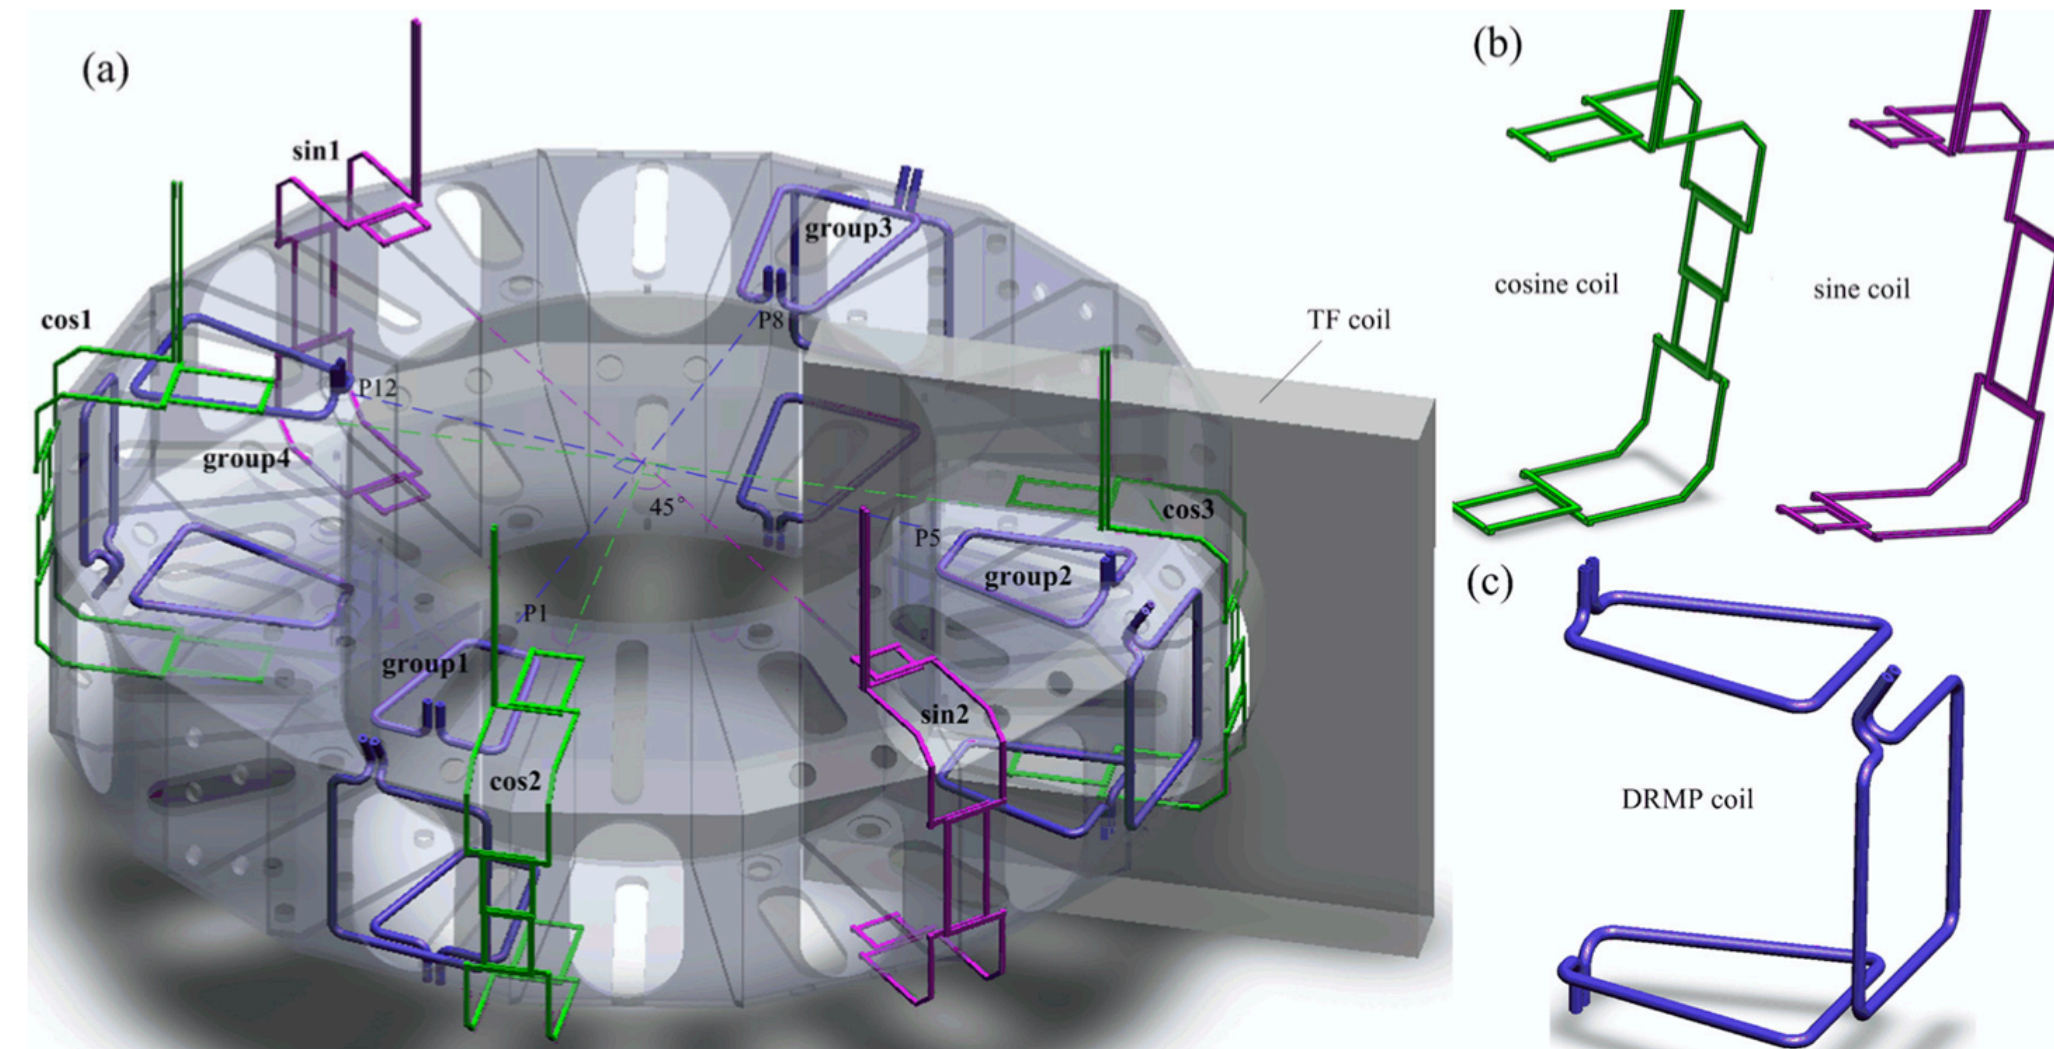 (a)
sin1
cos1
group3
P8
TF coil
P12
group4
45°
cos3
P5
group2
P1
group1
sin2
cos2
(b)
cosine coil
sine coil
(c)
DRMP coil